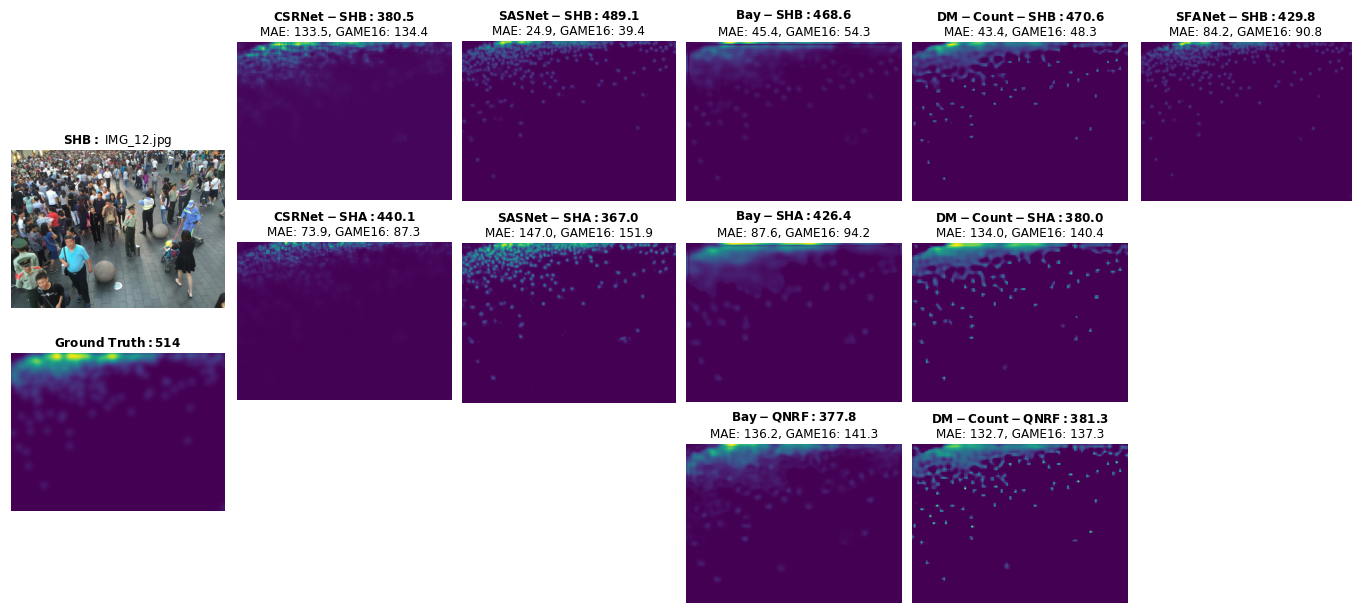 CSRNet − SHB : 380.5
MAE: 133.5, GAME16: 134.4
SASNet − SHB : 489.1
MAE: 24.9, GAME16: 39.4
Bay − SHB : 468.6
MAE: 45.4, GAME16: 54.3
DM − Count − SHB : 470.6
MAE: 43.4, GAME16: 48.3
SFANet − SHB : 429.8
MAE: 84.2, GAME16: 90.8
SHB : IMG_12.jpg
CSRNet − SHA : 440.1
MAE: 73.9, GAME16: 87.3
SASNet − SHA : 367.0
MAE: 147.0, GAME16: 151.9
Bay − SHA : 426.4
MAE: 87.6, GAME16: 94.2
DM − Count − SHA : 380.0
MAE: 134.0, GAME16: 140.4
Ground Truth : 514
Bay − QNRF : 377.8
MAE: 136.2, GAME16: 141.3
DM − Count − QNRF : 381.3
MAE: 132.7, GAME16: 137.3